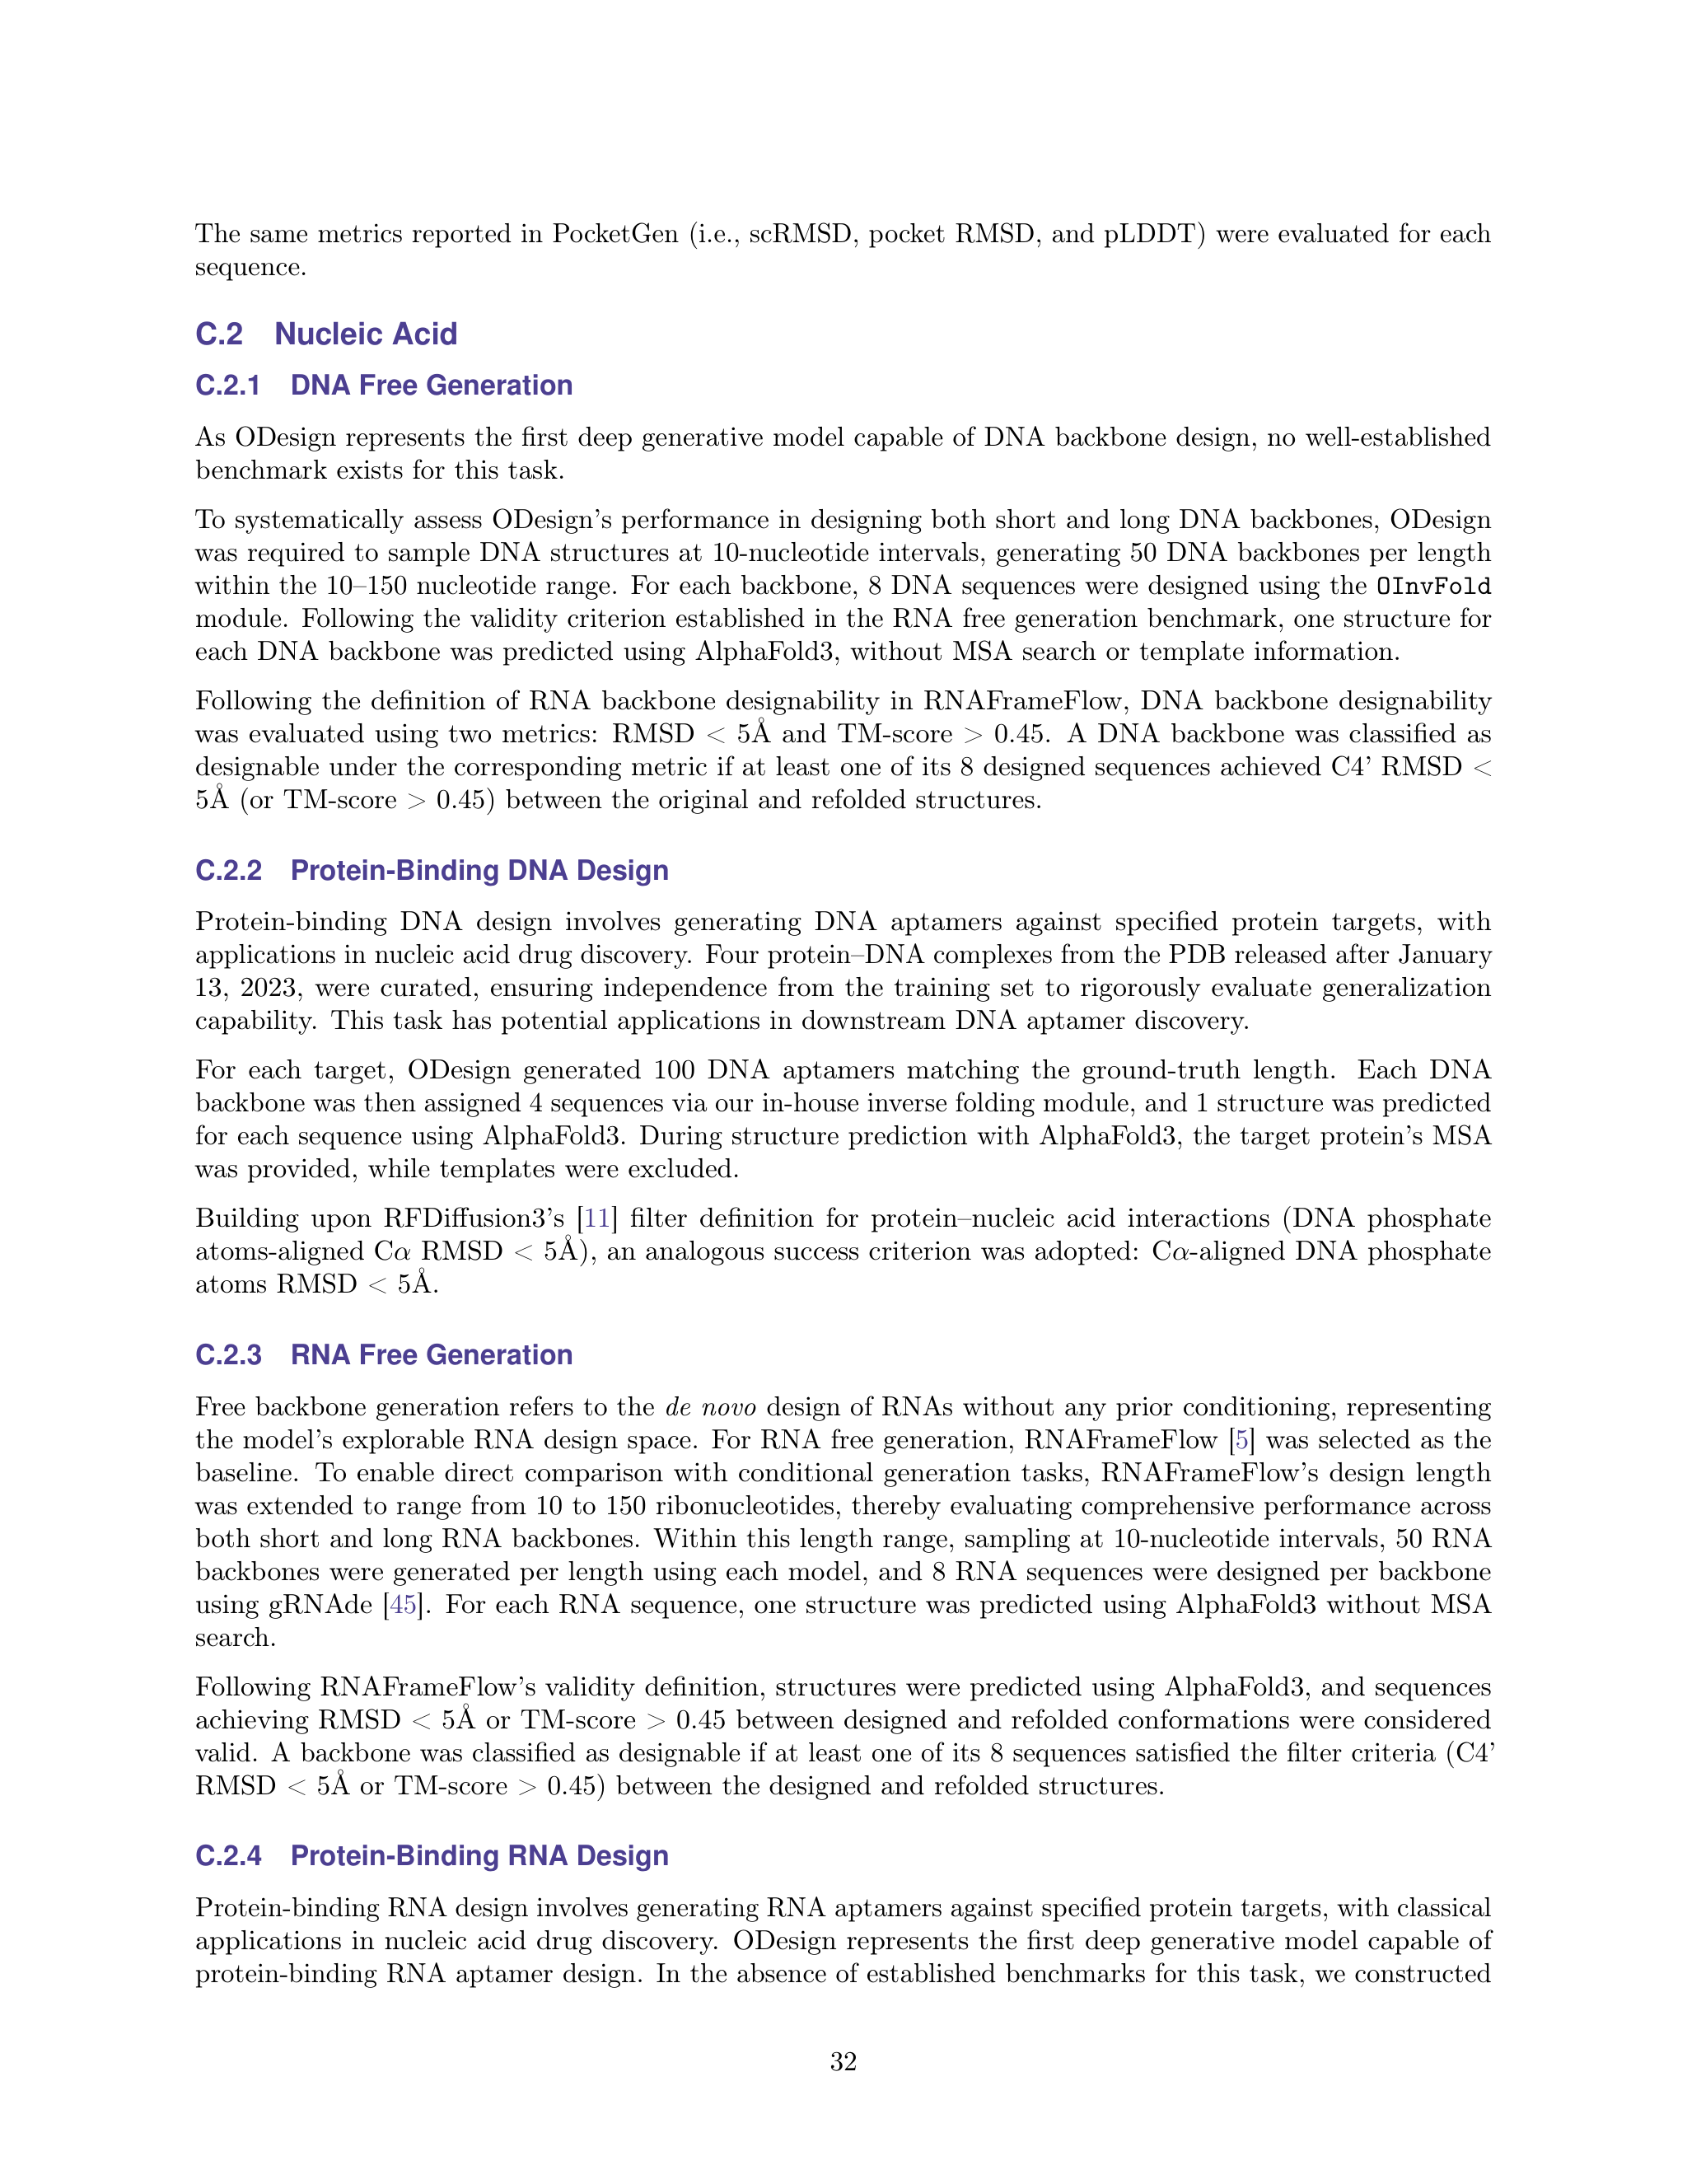 The same metrics reported in PocketGen (i.e., scRMSD, pocket RMSD, and pLDDT) were evaluated for each
sequence.
C.2 Nucleic Acid
C.2.1 DNA Free Generation
As ODesign represents the first deep generative model capable of DNA backbone design, no well-established
benchmark exists for this task.
To systematically assess ODesign's performance in designing both short and long DNA backbones, ODesign
was required to sample DNA structures at 10-nucleotide intervals, generating 50 DNA backbones per length
within the 10–150 nucleotide range. For each backbone, 8 DNA sequences were designed using the OInvFold
module. Following the validity criterion established in the RNA free generation benchmark, one structure for
each DNA backbone was predicted using AlphaFold3, without MSA search or template information.
Following the definition of RNA backbone designability in RNAFrameFlow, DNA backbone designability
was evaluated using two metrics: RMSD < 5Å and TM-score > 0.45. A DNA backbone was classified as
designable under the corresponding metric if at least one of its 8 designed sequences achieved C4' RMSD <
5Å (or TM-score > 0.45) between the original and refolded structures.
C.2.2 Protein-Binding DNA Design
Protein-binding DNA design involves generating DNA aptamers against specified protein targets, with
applications in nucleic acid drug discovery. Four protein–DNA complexes from the PDB released after January
13, 2023, were curated, ensuring independence from the training set to rigorously evaluate generalization
capability. This task has potential applications in downstream DNA aptamer discovery.
For each target, ODesign generated 100 DNA aptamers matching the ground-truth length. Each DNA
backbone was then assigned 4 sequences via our in-house inverse folding module, and 1 structure was predicted
for each sequence using AlphaFold3. During structure prediction with AlphaFold3, the target protein's MSA
was provided, while templates were excluded.
Building upon RFDiffusion3's [11] filter definition for protein–nucleic acid interactions (DNA phosphate
atoms-aligned Cα RMSD < 5Å), an analogous success criterion was adopted: Cα-aligned DNA phosphate
atoms RMSD < 5Å.
C.2.3 RNA Free Generation
Free backbone generation refers to the de novo design of RNAs without any prior conditioning, representing
the model's explorable RNA design space. For RNA free generation, RNAFrameFlow [5] was selected as the
baseline. To enable direct comparison with conditional generation tasks, RNAFrameFlow's design length
was extended to range from 10 to 150 ribonucleotides, thereby evaluating comprehensive performance across
both short and long RNA backbones. Within this length range, sampling at 10-nucleotide intervals, 50 RNA
backbones were generated per length using each model, and 8 RNA sequences were designed per backbone
using gRNAde [45]. For each RNA sequence, one structure was predicted using AlphaFold3 without MSA
search.
Following RNAFrameFlow's validity definition, structures were predicted using AlphaFold3, and sequences
achieving RMSD < 5Å or TM-score > 0.45 between designed and refolded conformations were considered
valid. A backbone was classified as designable if at least one of its 8 sequences satisfied the filter criteria (C4'
RMSD < 5Å or TM-score > 0.45) between the designed and refolded structures.
C.2.4 Protein-Binding RNA Design
Protein-binding RNA design involves generating RNA aptamers against specified protein targets, with classical
applications in nucleic acid drug discovery. ODesign represents the first deep generative model capable of
protein-binding RNA aptamer design. In the absence of established benchmarks for this task, we constructed
32